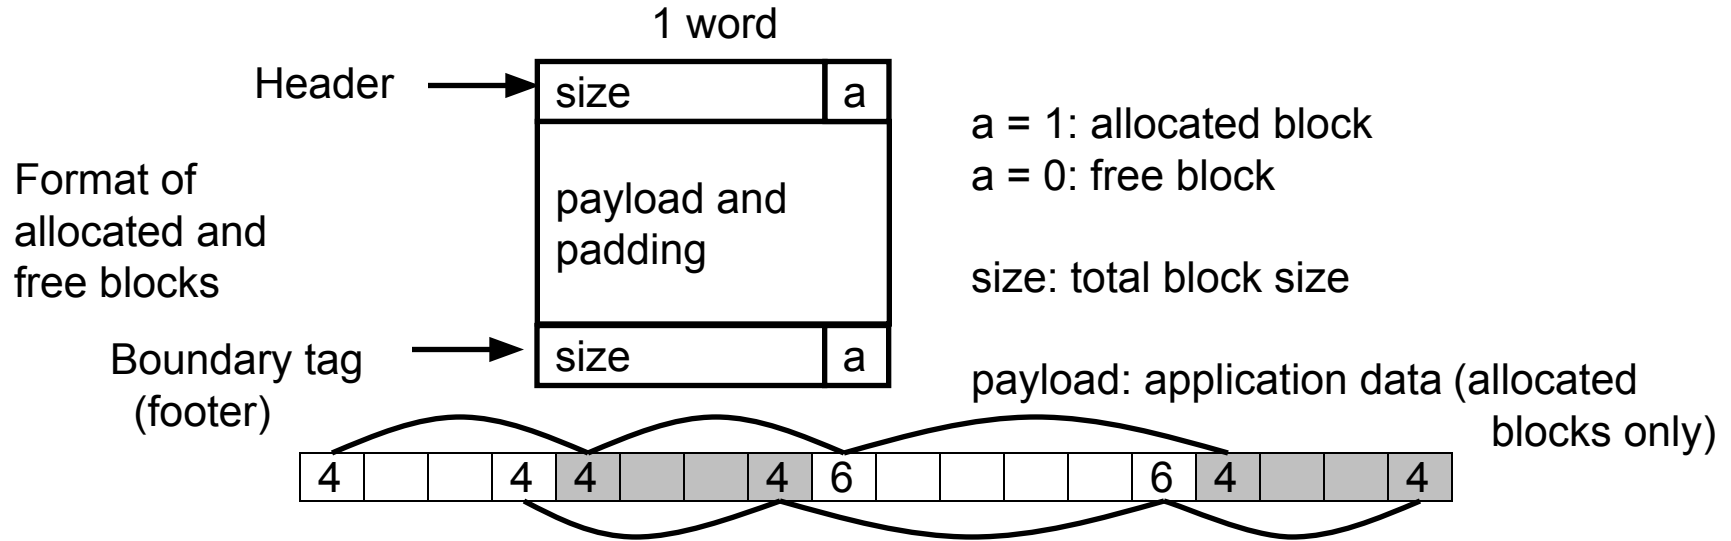 1 word
Header
size a
a = 1: allocated block
a = 0: free block
Format of
allocated and
free blocks
payload and
padding
size: total block size
Boundary tag
(footer)
size a
payload: application data (allocated
blocks only)
4 4 4 4 6 6 4 4